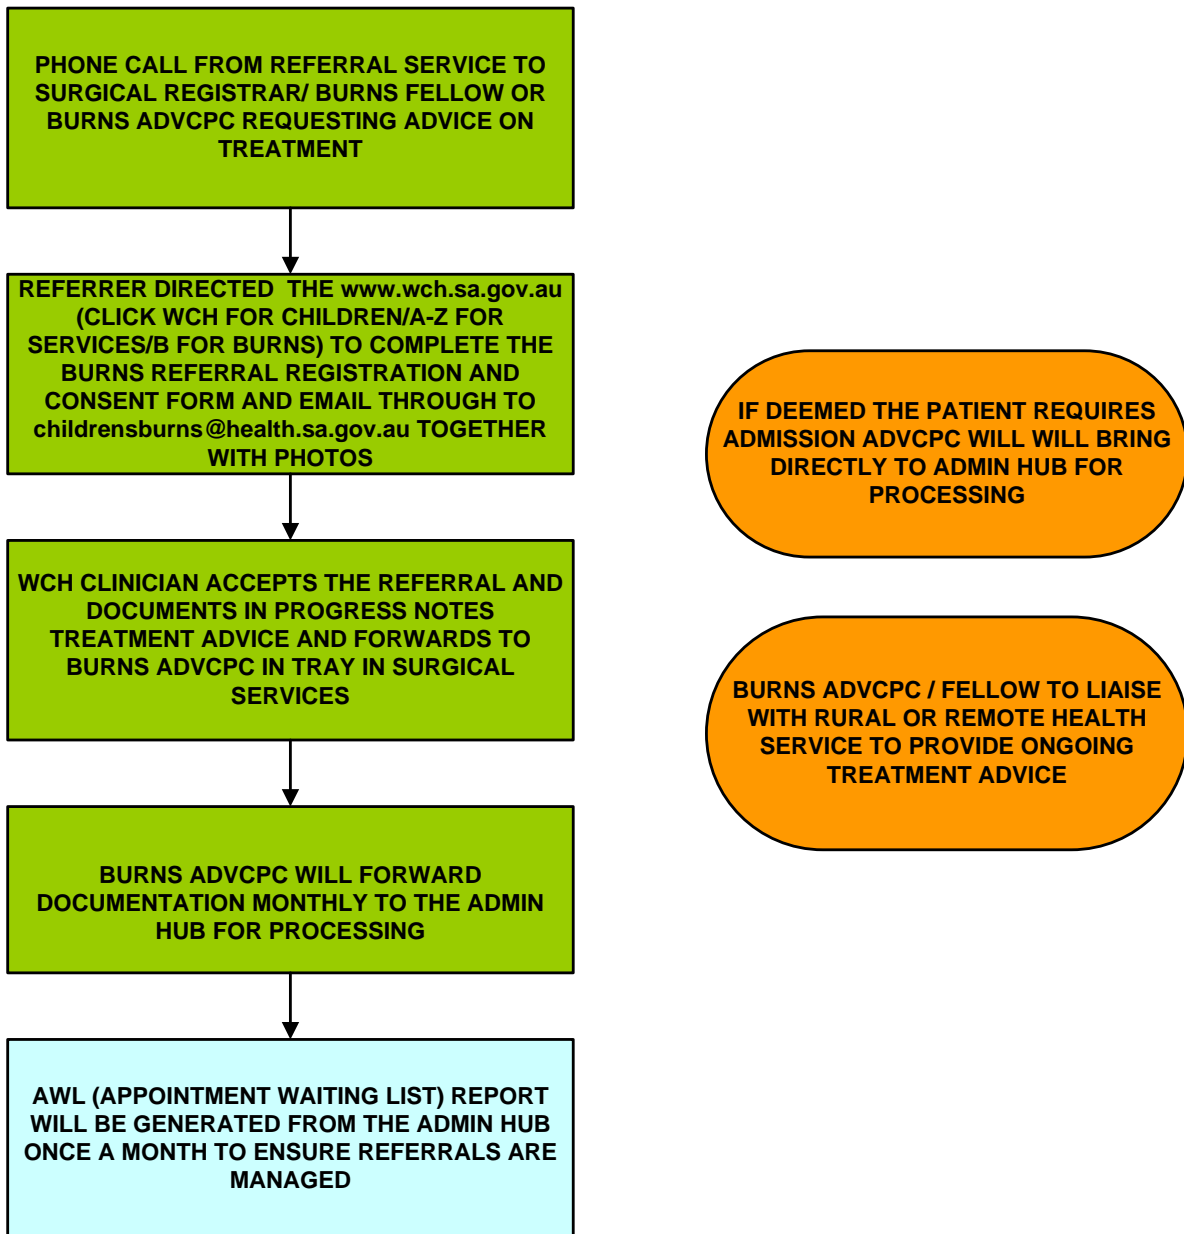 PHONE CALL FROM REFERRAL SERVICE TO
SURGICAL REGISTRAR/ BURNS FELLOW OR
BURNS ADVCPC REQUESTING ADVICE ON
TREATMENT
REFERRER DIRECTED  THE www.wch.sa.gov.au
(CLICK WCH FOR CHILDREN/A-Z FOR
SERVICES/B FOR BURNS) TO COMPLETE THE
BURNS REFERRAL REGISTRATION AND
CONSENT FORM AND EMAIL THROUGH TO
childrensburns@health.sa.gov.au TOGETHER
WITH PHOTOS
WCH CLINICIAN ACCEPTS THE REFERRAL AND
DOCUMENTS IN PROGRESS NOTES
TREATMENT ADVICE AND FORWARDS TO
BURNS ADVCPC IN TRAY IN SURGICAL
SERVICES
BURNS ADVCPC WILL FORWARD
DOCUMENTATION MONTHLY TO THE ADMIN
HUB FOR PROCESSING
AWL (APPOINTMENT WAITING LIST) REPORT
WILL BE GENERATED FROM THE ADMIN HUB
ONCE A MONTH TO ENSURE REFERRALS ARE
MANAGED
IF DEEMED THE PATIENT REQUIRES
ADMISSION ADVCPC WILL WILL BRING
DIRECTLY TO ADMIN HUB FOR
PROCESSING
BURNS ADVCPC / FELLOW TO LIAISE
WITH RURAL OR REMOTE HEALTH
SERVICE TO PROVIDE ONGOING
TREATMENT ADVICE